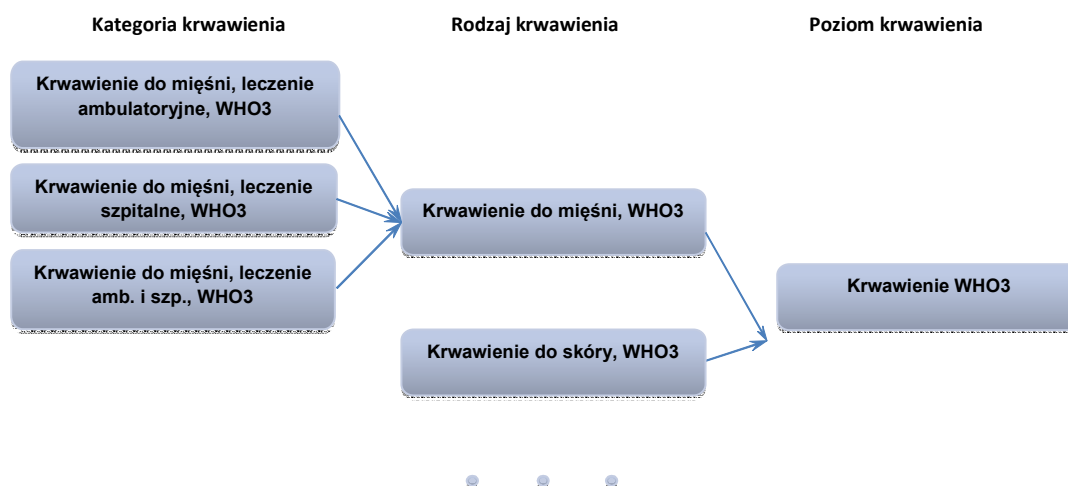 Kategoria krwawienia
Rodzaj krwawienia
Poziom krwawienia
Krwawienie do mięśni, leczenie
ambulatoryjne, WHO3
Krwawienie do mięśni, leczenie
szpitalne, WHO3
Krwawienie do mięśni, leczenie
amb. i szp., WHO3
Krwawienie do mięśni, WHO3
Krwawienie do skóry, WHO3
Krwawienie WHO3